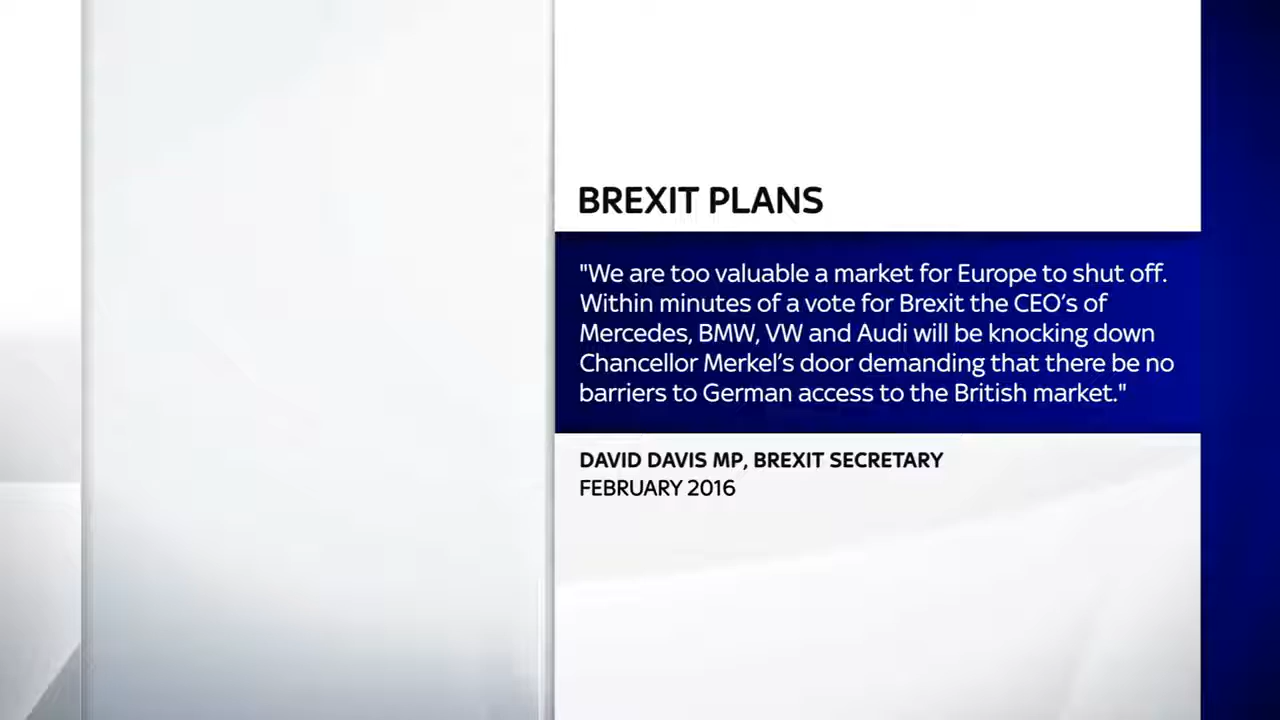 BREXIT PLANS
"We are too valuable a market for Europe to shut off.
Within minutes of a vote for Brexit the CEO's of
Mercedes, BMW, VW and Audi will be knocking down
Chancellor Merkel's door demanding that there be no
barriers to German access to the British market."
DAVID DAVIS MP, BREXIT SECRETARY
FEBRUARY 2016